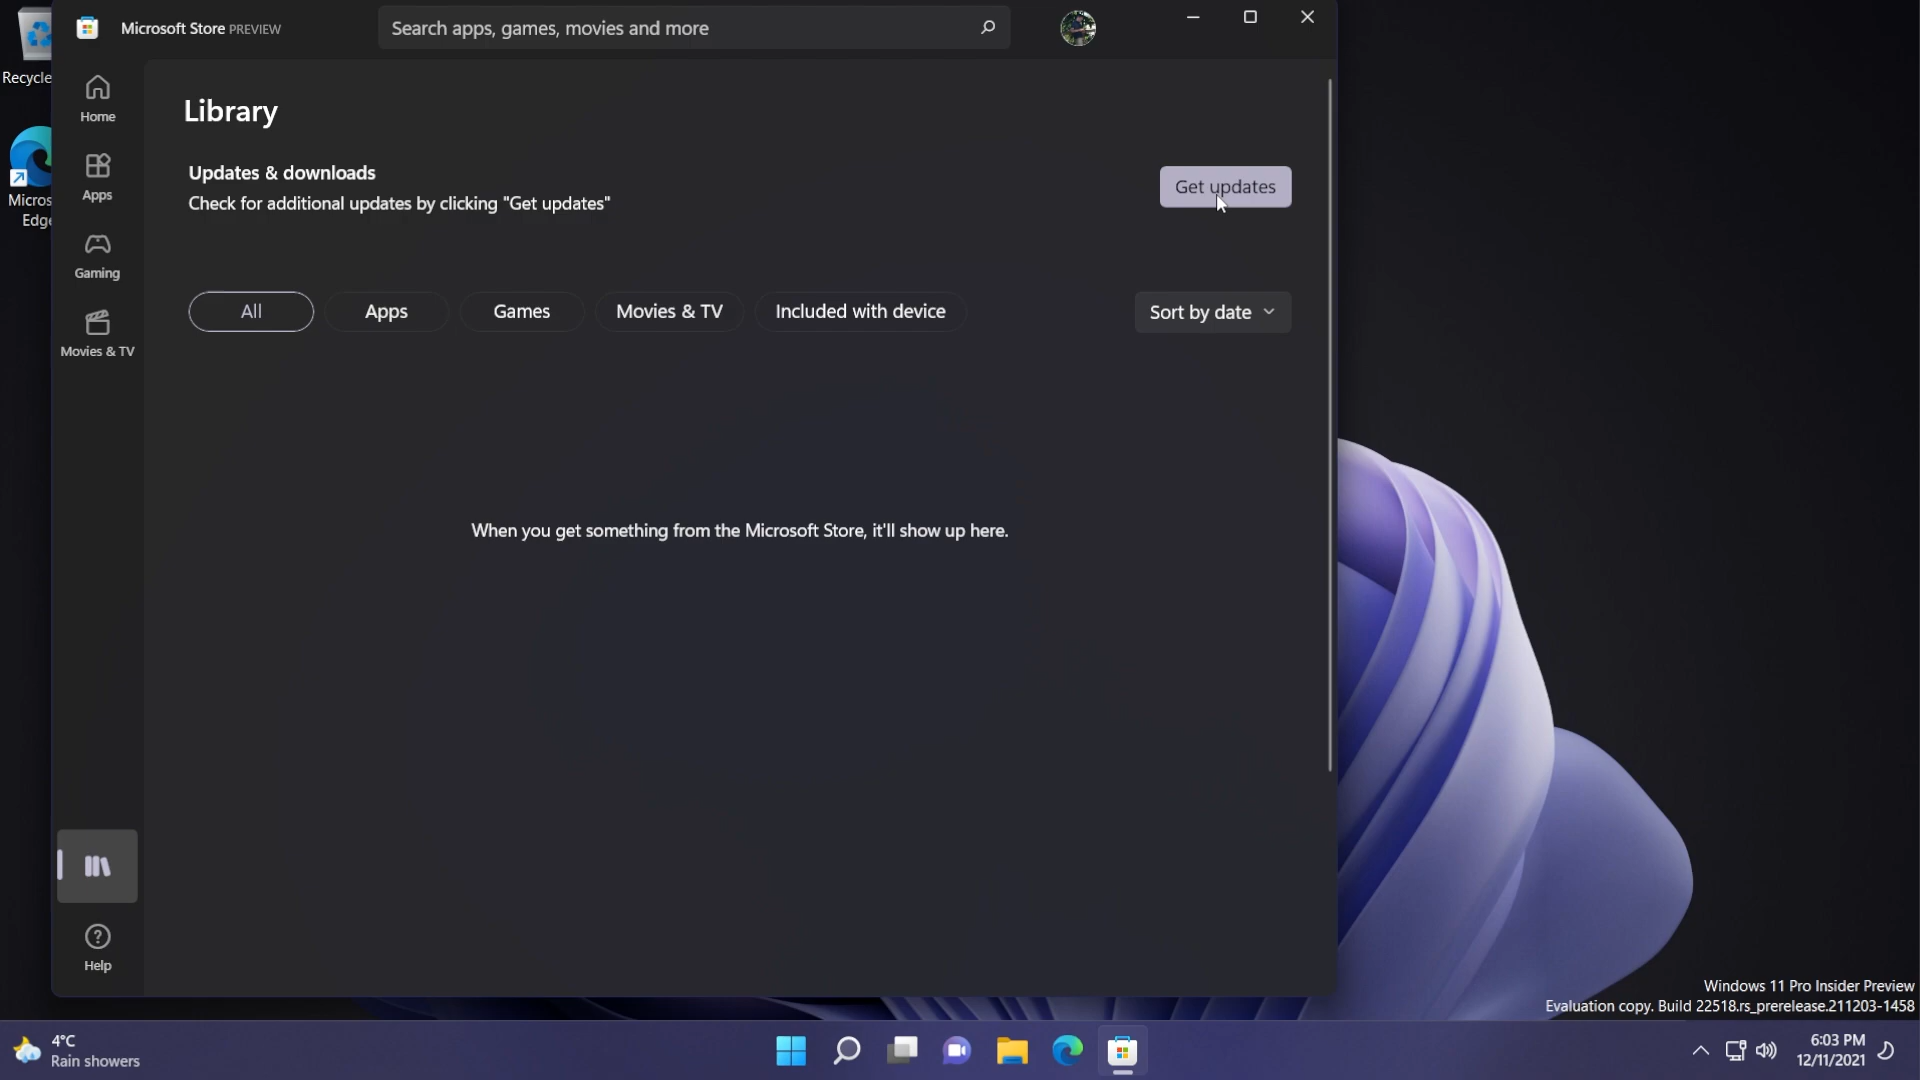 Recycle
Micros
Edge
Microsoft Store PREVIEW
Search apps, games, movies and more
Home
Apps
Gaming
Movies & TV
Help
Library
Updates & downloads
Check for additional updates by clicking "Get updates"
Get updates
All
Apps
Games
Movies & TV
Included with device
Sort by date
When you get something from the Microsoft Store, it'll show up here.
Windows 11 Pro Insider Preview
Evaluation copy. Build 22518.rs_prerelease.211203-1458
4°C
Rain showers
6:03 PM
12/11/2021